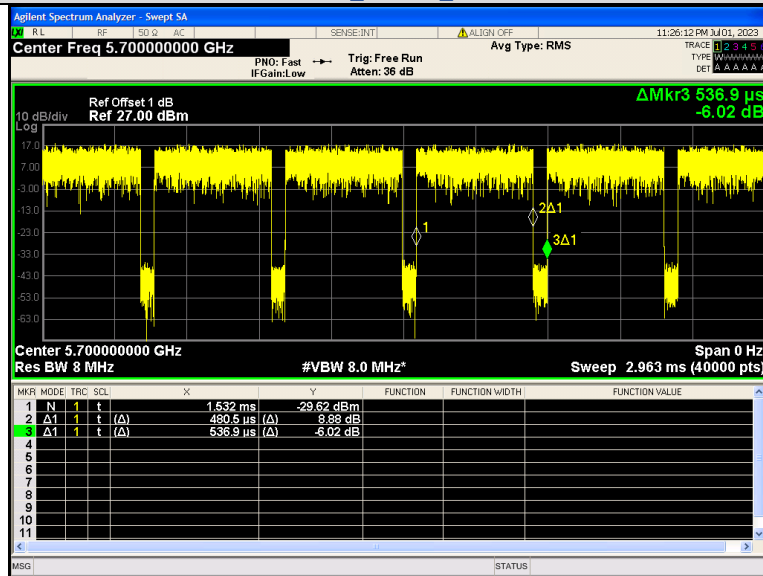 Agilent Spectrum Analyzer - Swept SA
RL RF 50 Ω AC SENSE:INT ALIGN OFF 11:26:12 PM Jul 01, 2023
Center Freq 5.700000000 GHz
PNO: Fast
IFGain:Low
Trig: Free Run
Atten: 36 dB
Avg Type: RMS
TRACE 1 2 3 4 5
TYPE
DET A A A A A
ΔMkr3 536.9 µs
-6.02 dB
Ref Offset 1 dB
10 dB/div Ref 27.00 dBm
Log
17.0
7.00
-3.00
-13.0
-23.0
-33.0
-43.0
-53.0
-63.0
1
2Δ1
3Δ1
Center 5.700000000 GHz Span 0 Hz
Res BW 8 MHz #VBW 8.0 MHz* Sweep 2.963 ms (40000 pts)
MKR MODE TRC SCL X Y FUNCTION FUNCTION WIDTH FUNCTION VALUE
1 N 1 t 1.532 ms -29.62 dBm
2 Δ1 1 t (Δ) 480.5 µs (Δ) 8.88 dB
3 Δ1 1 t (Δ) 536.9 µs (Δ) -6.02 dB
4
5
6
7
8
9
10
11
MSG STATUS